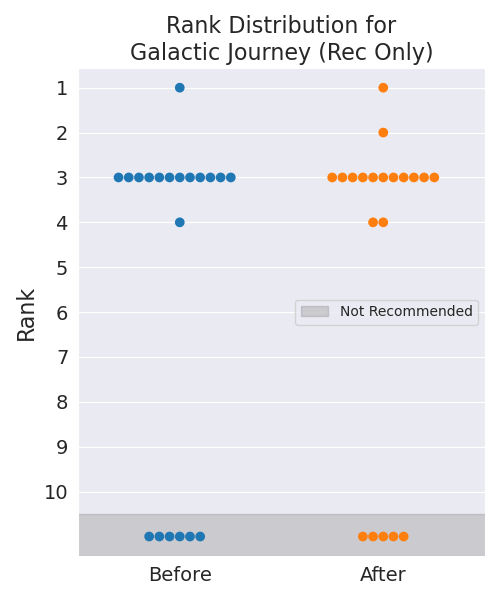 Rank Distribution for
Galactic Journey (Rec Only)
1
2
3
4
5
6
7
8
9
10
Rank
Not Recommended
Before
After